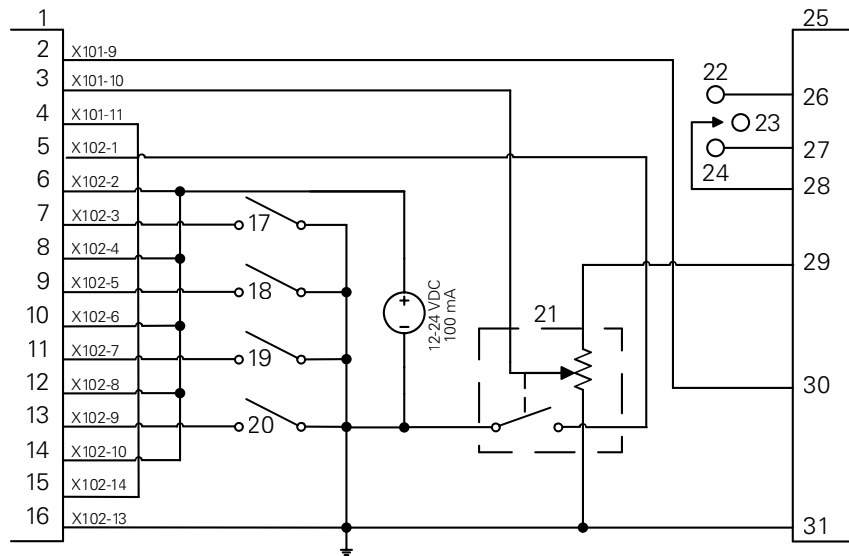 1
2 X101-9
3 X101-10
4 X101-11
5 X102-1
6 X102-2
7 X102-3
8 X102-4
9 X102-5
10 X102-6
11 X102-7
12 X102-8
13 X102-9
14 X102-10
15 X102-14
16 X102-13
17
18
19
20
12-24 VDC
100 mA
+
–
21
22
23
24
25
26
27
28
29
30
31